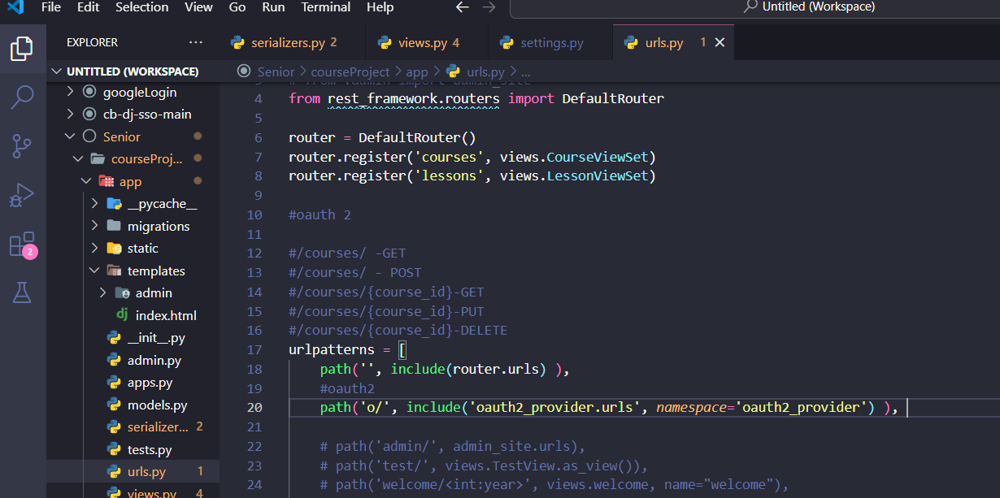 File Edit Selection View Go Run Terminal Help Untitled (Workspace)
EXPLORER ...
serializers.py 2 views.py 4 settings.py urls.py 1
UNTITLED (WORKSPACE)
Senior > courseProject > app > urls.py > ...
googleLogin
cb-dj-sso-main
Senior
courseProj...
app
__pycache__
migrations
static
templates
admin
index.html
__init__.py
admin.py
apps.py
models.py
serializer... 2
tests.py
urls.py 1
views.py 4
2
3 # from .admin import admin_site
4 from rest_framework.routers import DefaultRouter
5
6 router = DefaultRouter()
7 router.register('courses', views.CourseViewSet)
8 router.register('lessons', views.LessonViewSet)
9
10 #oauth 2
11
12 #/courses/ -GET
13 #/courses/ - POST
14 #/courses/{course_id}-GET
15 #/courses/{course_id}-PUT
16 #/courses/{course_id}-DELETE
17 urlpatterns = [
18 path('', include(router.urls) ),
19 #oauth2
20 path('o/', include('oauth2_provider.urls', namespace='oauth2_provider') ),
21
22 # path('admin/', admin_site.urls),
23 # path('test/', views.TestView.as_view()),
24 # path('welcome/<int:year>', views.welcome, name="welcome"),